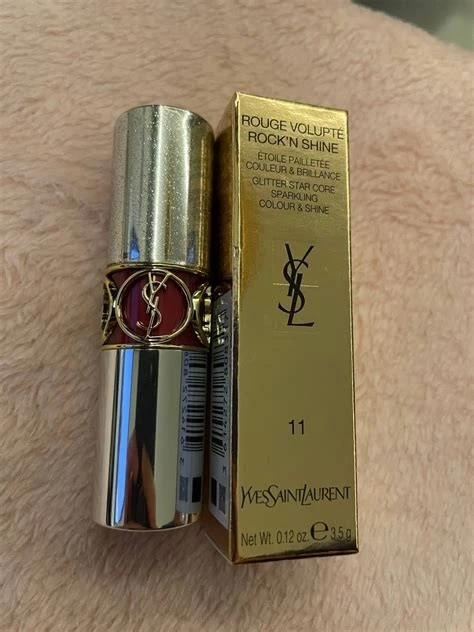 ROUGE VOLUPTÉ
ROCK'N SHINE
ÉTOILE PAILLETÉE
COULEUR & BRILLANCE
GLITTER STAR CORE
SPARKLING
COLOUR & SHINE
YSL
YSL
11
YVESSAINTLAURENT
Net Wt. 0.12 oz. ℮ 3.5 g